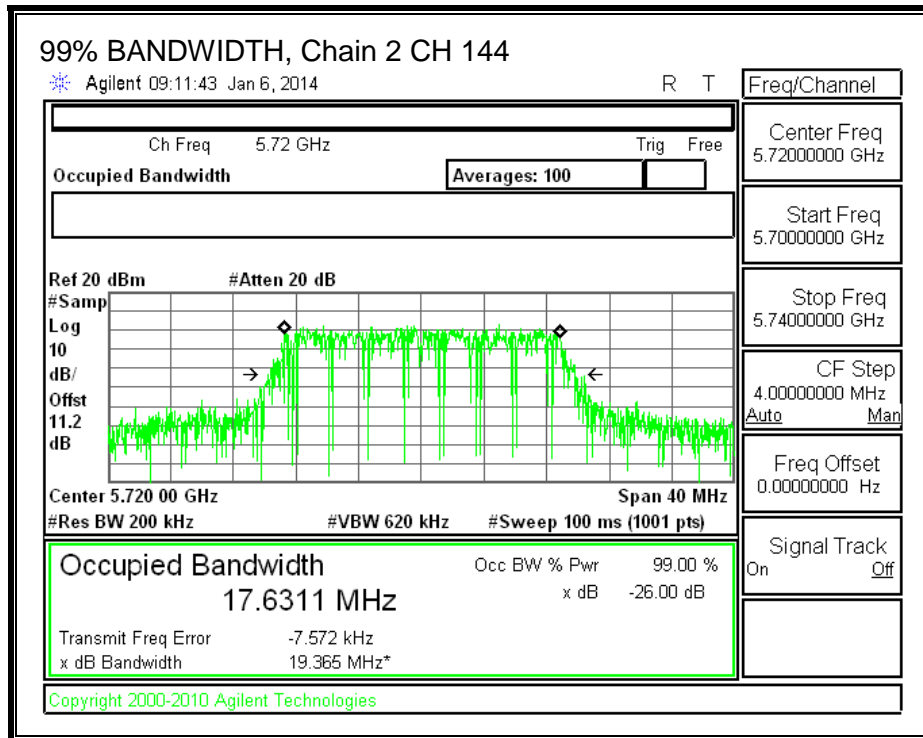 99% BANDWIDTH, Chain 2 CH 144
Agilent 09:11:43 Jan 6, 2014 R T
Ch Freq 5.72 GHz Trig Free
Occupied Bandwidth Averages: 100
Ref 20 dBm #Atten 20 dB
#Samp
Log
10
dB/
Offst
11.2
dB
Center 5.720 00 GHz Span 40 MHz
#Res BW 200 kHz #VBW 620 kHz #Sweep 100 ms (1001 pts)
Occupied Bandwidth Occ BW % Pwr 99.00 %
17.6311 MHz x dB -26.00 dB
Transmit Freq Error -7.572 kHz
x dB Bandwidth 19.365 MHz*
Copyright 2000-2010 Agilent Technologies
Freq/Channel
Center Freq
5.72000000 GHz
Start Freq
5.70000000 GHz
Stop Freq
5.74000000 GHz
CF Step
4.00000000 MHz
Auto Man
Freq Offset
0.00000000 Hz
Signal Track
On Off